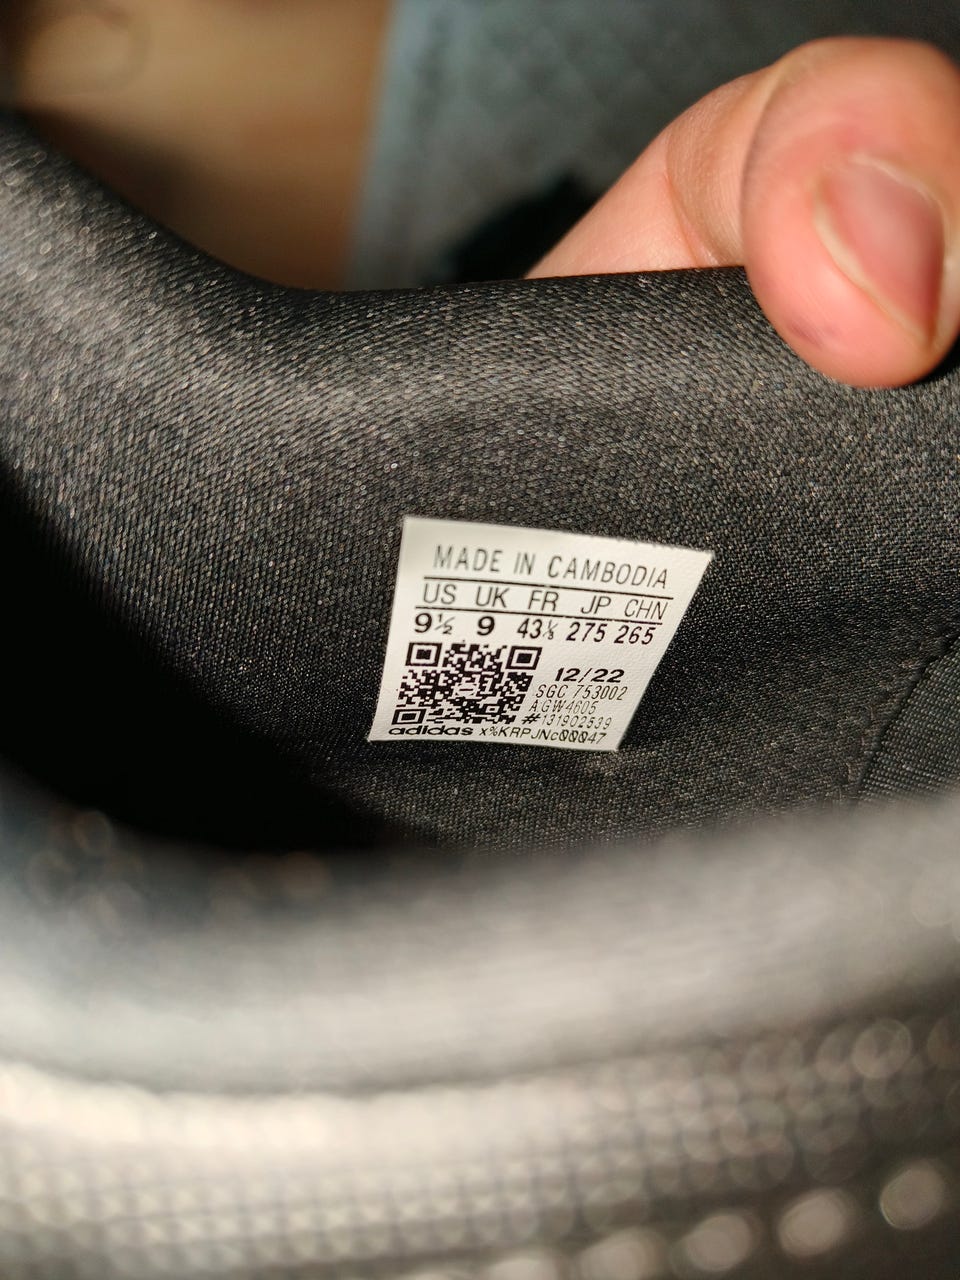 MADE IN CAMBODIA
US UK FR JP CHN
9½ 9 43⅓ 275 265
12/22
SGC 753002
AGW4605
#131902539
adidas x%KRPJNc00047